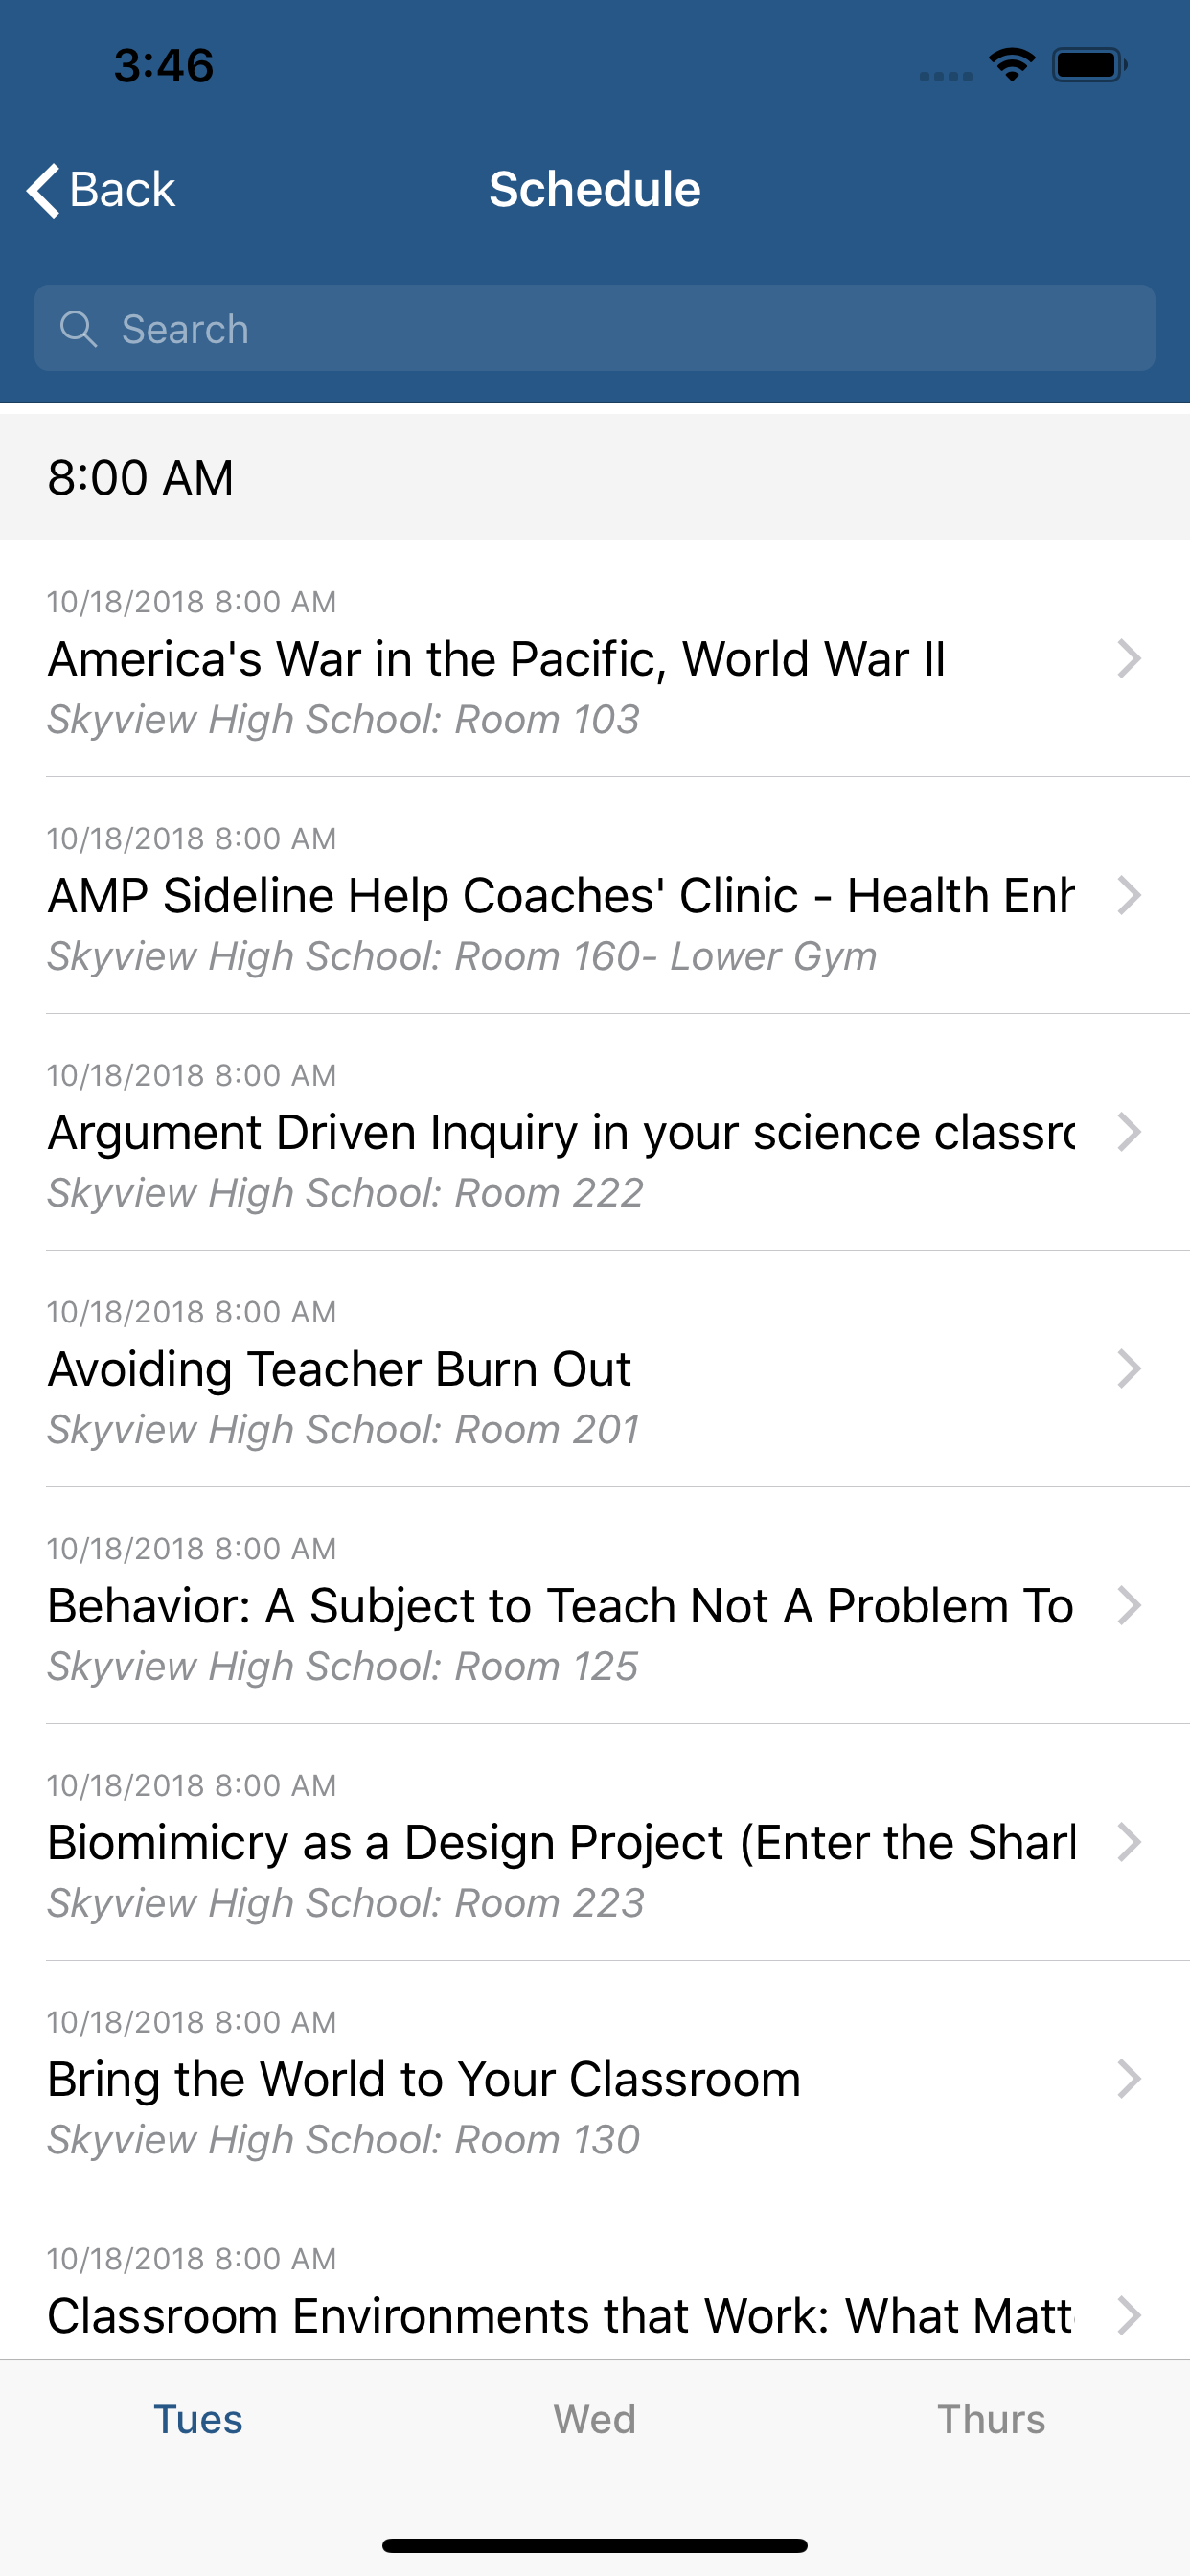 3:46
Back
Schedule
Search
8:00 AM
10/18/2018 8:00 AM
America's War in the Pacific, World War II
Skyview High School: Room 103
10/18/2018 8:00 AM
AMP Sideline Help Coaches' Clinic - Health
Skyview High School: Room 160- Lower Gym
10/18/2018 8:00 AM
Argument Driven Inquiry in your science
Skyview High School: Room 222
10/18/2018 8:00 AM
Avoiding Teacher Burn Out
Skyview High School: Room 201
10/18/2018 8:00 AM
Behavior: A Subject to Teach Not A Problem To
Skyview High School: Room 125
10/18/2018 8:00 AM
Biomimicry as a Design Project (Enter the
Skyview High School: Room 223
10/18/2018 8:00 AM
Bring the World to Your Classroom
Skyview High School: Room 130
10/18/2018 8:00 AM
Classroom Environments that Work: What
Tues
Wed
Thurs